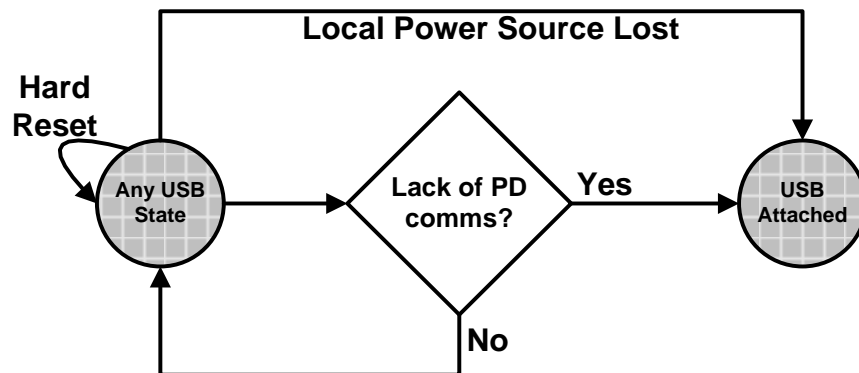 Local Power Source Lost
Hard
Reset
Any USB
State
Lack of PD
comms?
Yes
USB
Attached
No